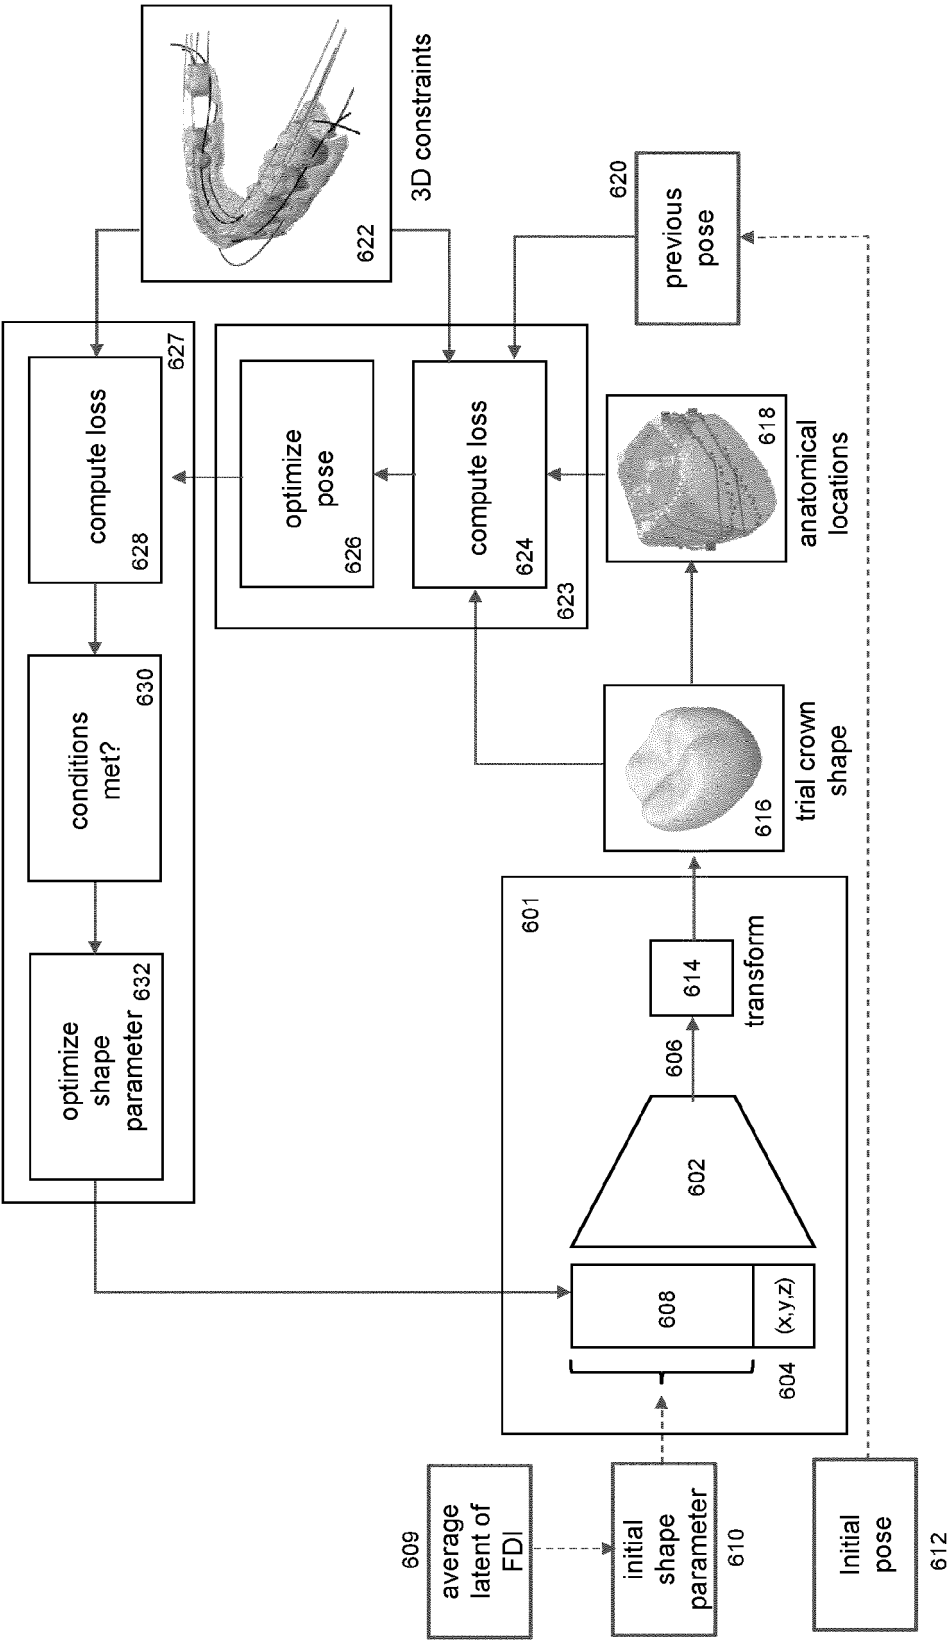 optimize
shape
parameter
632
conditions
met?
630
compute loss
628
627
622
3D constraints
optimize
pose
626
compute loss
624
623
620
previous
pose
618
anatomical
locations
616
trial crown
shape
601
614
transform
606
602
608
(x,y,z)
604
609
average
latent of
FDI
initial
shape
parameter
610
Initial
pose
612